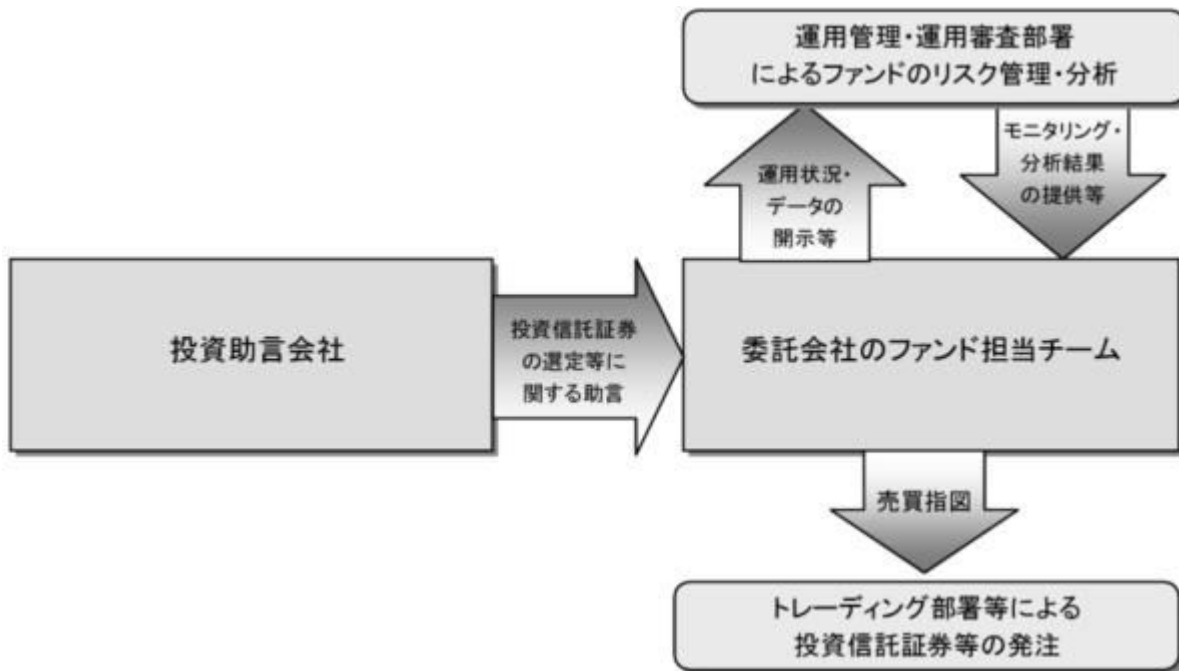 運用管理・運用審査部署
によるファンドのリスク管理・分析
運用状況・
データの
開示等
モニタリング・
分析結果
の提供等
投資助言会社
投資信託証券
の選定等に
関する助言
委託会社のファンド担当チーム
売買指図
トレーディング部署等による
投資信託証券等の発注